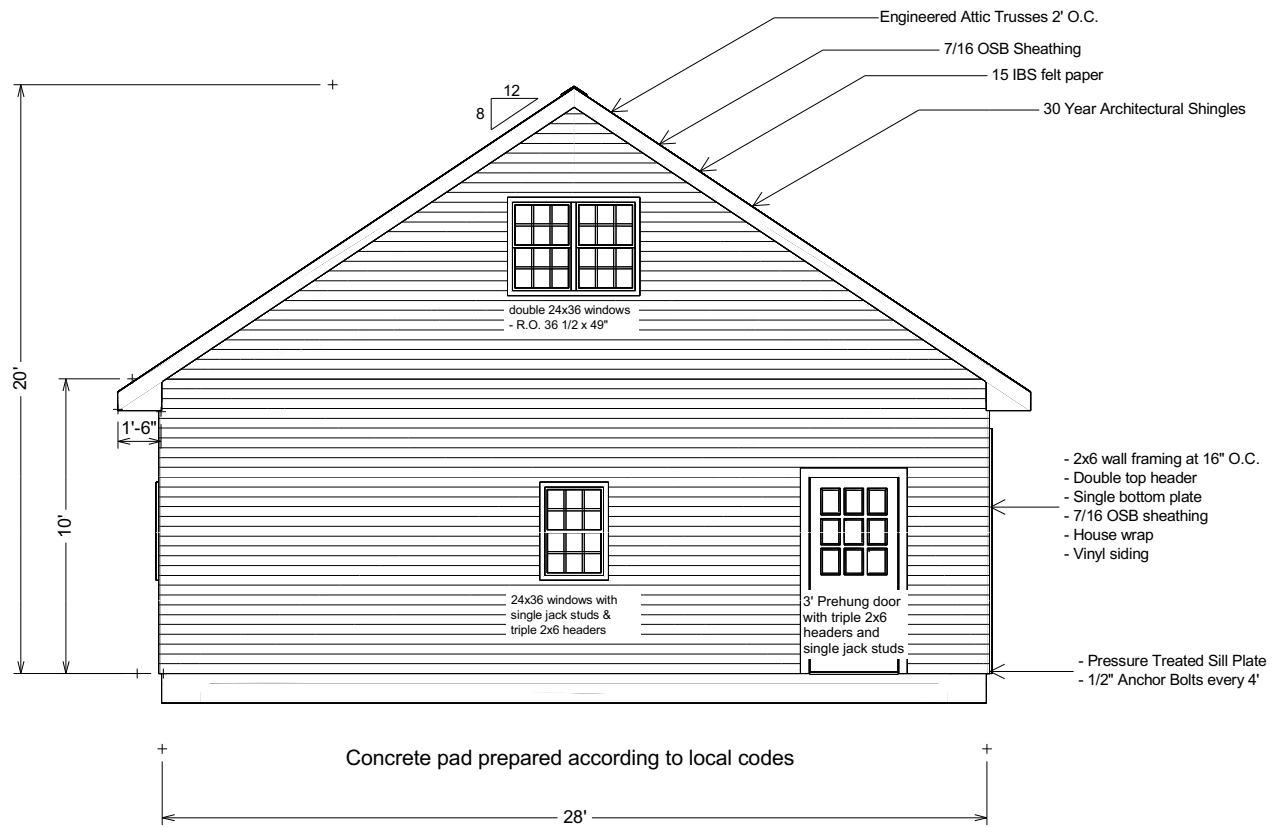 Engineered Attic Trusses 2' O.C.
7/16 OSB Sheathing
15 IBS felt paper
30 Year Architectural Shingles
12
8
double 24x36 windows
- R.O. 36 1/2 x 49"
20'
1'-6"
10'
- 2x6 wall framing at 16" O.C.
- Double top header
- Single bottom plate
- 7/16 OSB sheathing
- House wrap
- Vinyl siding
24x36 windows with
single jack studs &
triple 2x6 headers
3' Prehung door
with triple 2x6
headers and
single jack studs
- Pressure Treated Sill Plate
- 1/2" Anchor Bolts every 4'
Concrete pad prepared according to local codes
28'